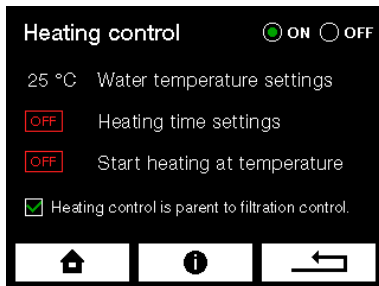 Heating control ON OFF
25 °C Water temperature settings
OFF Heating time settings
OFF Start heating at temperature
Heating control is parent to filtration control.